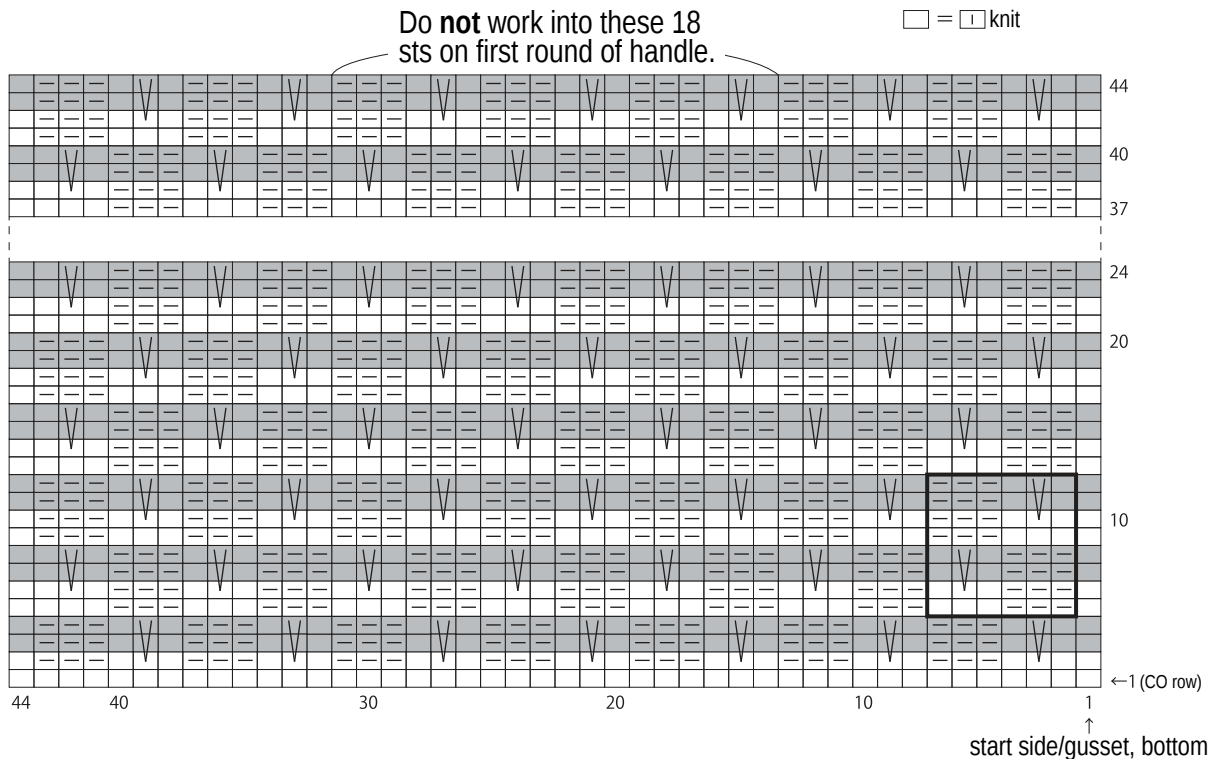 Do not work into these 18
sts on first round of handle.
= knit
44
40
37
24
20
10
←1 (CO row)
44 40 30 20 10 1
↑
start side/gusset, bottom